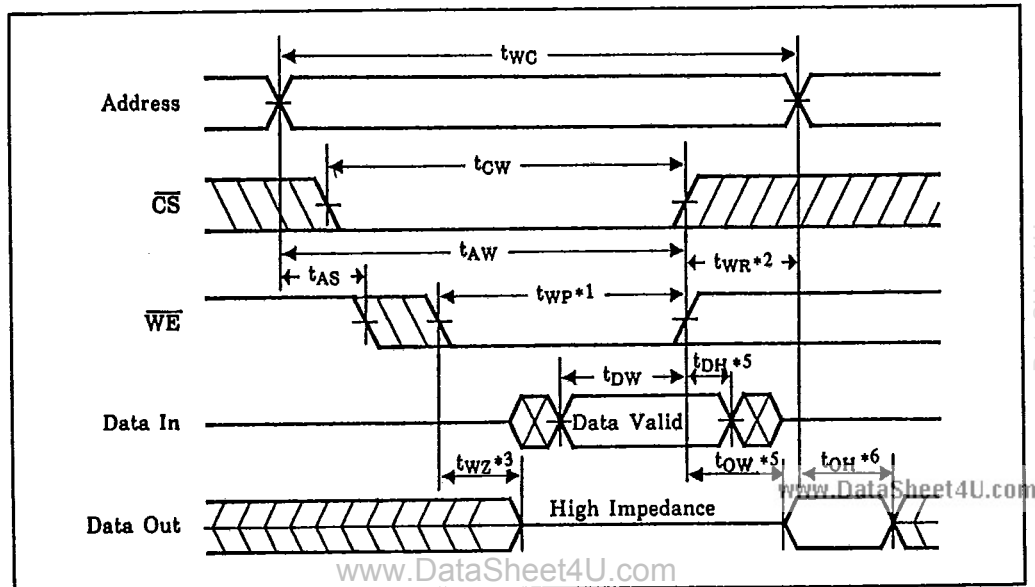 tWC
Address
tCW
CS
tAW
tWR*2
tAS
tWP*1
WE
tDW
tDH*5
Data In
Data Valid
tWZ*3
tOW*5
tOH*6
www.DataSheet4U.com
High Impedance
Data Out
www.DataSheet4U.com